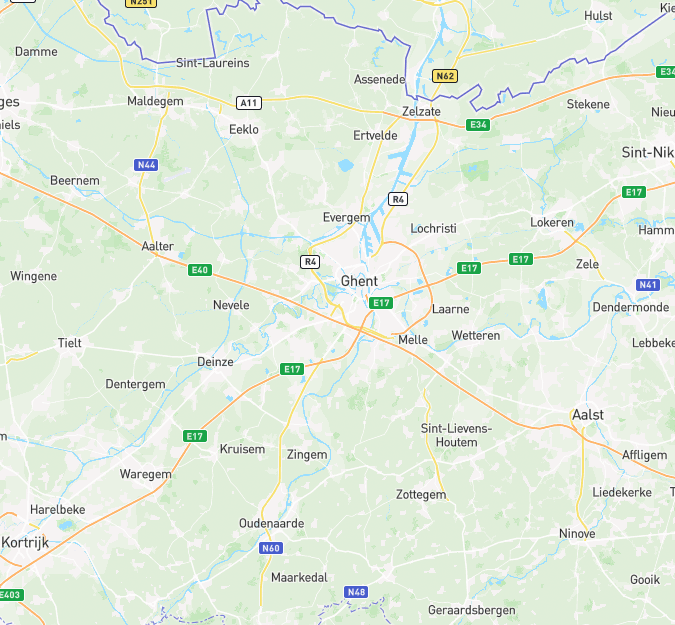 N251
Kie
Hulst
Damme
Sint-Laureins
Assenede
N62
E34
ges
Maldegem
A11
Zelzate
Stekene
niels
Eeklo
Ertvelde
E34
Nieu
Sint-Nik
N44
Beernem
E17
R4
Evergem
Lochristi
Lokeren
Hamm
Aalter
R4
E17
E17
Zele
Wingene
E40
Ghent
N41
Nevele
E17
Laarne
Dendermonde
Tielt
Melle
Wetteren
Lebbeke
Deinze
E17
Dentergem
Aalst
E17
Sint-Lievens-
Houtem
Kruisem
Zingem
Affligem
Waregem
Zottegem
Liedekerke
T
Harelbeke
Oudenaarde
Ninove
Kortrijk
N60
Maarkedal
Gooik
E403
N48
Geraardsbergen